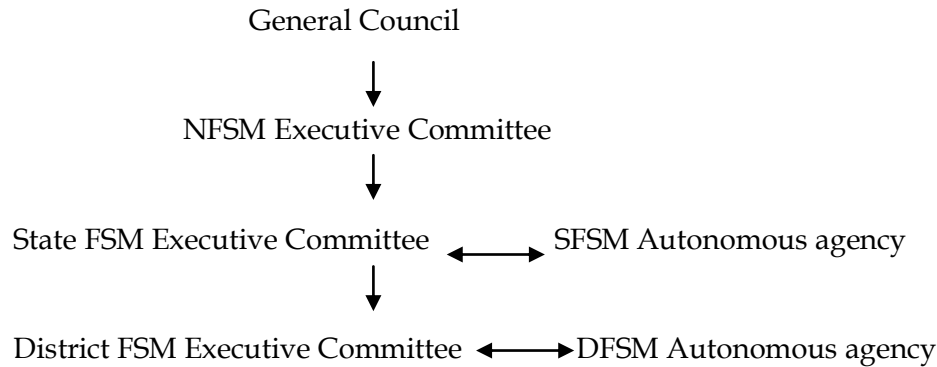 General Council
NFSM Executive Committee
State FSM Executive Committee SFSM Autonomous agency
District FSM Executive Committee DFSM Autonomous agency